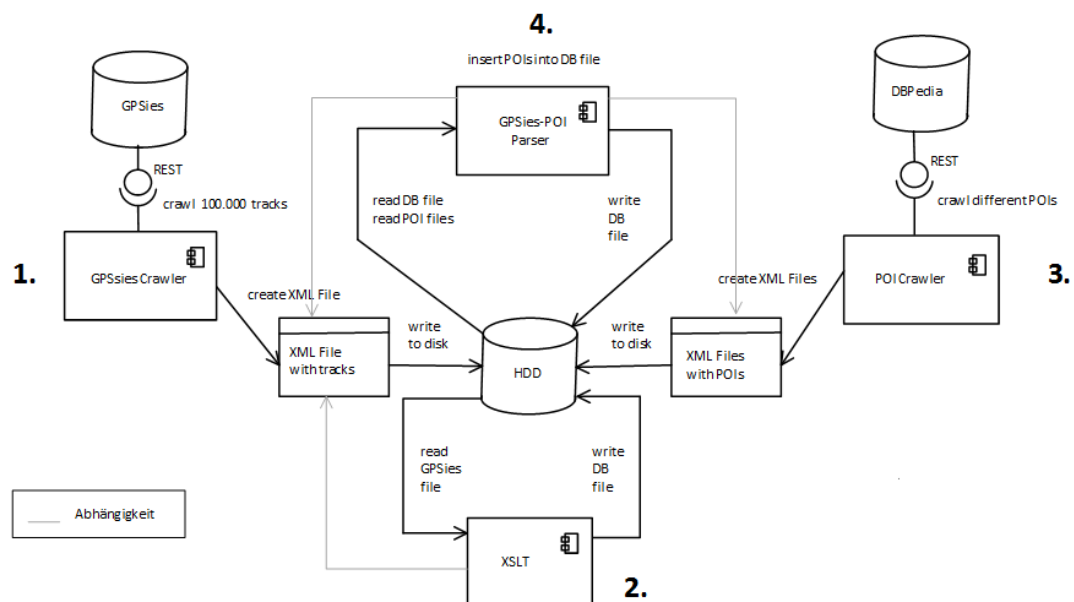 4.
insert POIs into DB file
GPSies
DBPedia
GPSies-POI
Parser
REST
crawl 100.000 tracks
REST
crawl different POIs
read DB file
read POI files
write
DB
file
1.
GPSsiesCrawler
POI Crawler
3.
create XML File
create XML Files
XML File
with tracks
write
to disk
HDD
write
to disk
XML Files
with POIs
read
GPSies
file
write
DB
file
Abhängigkeit
XSLT
2.